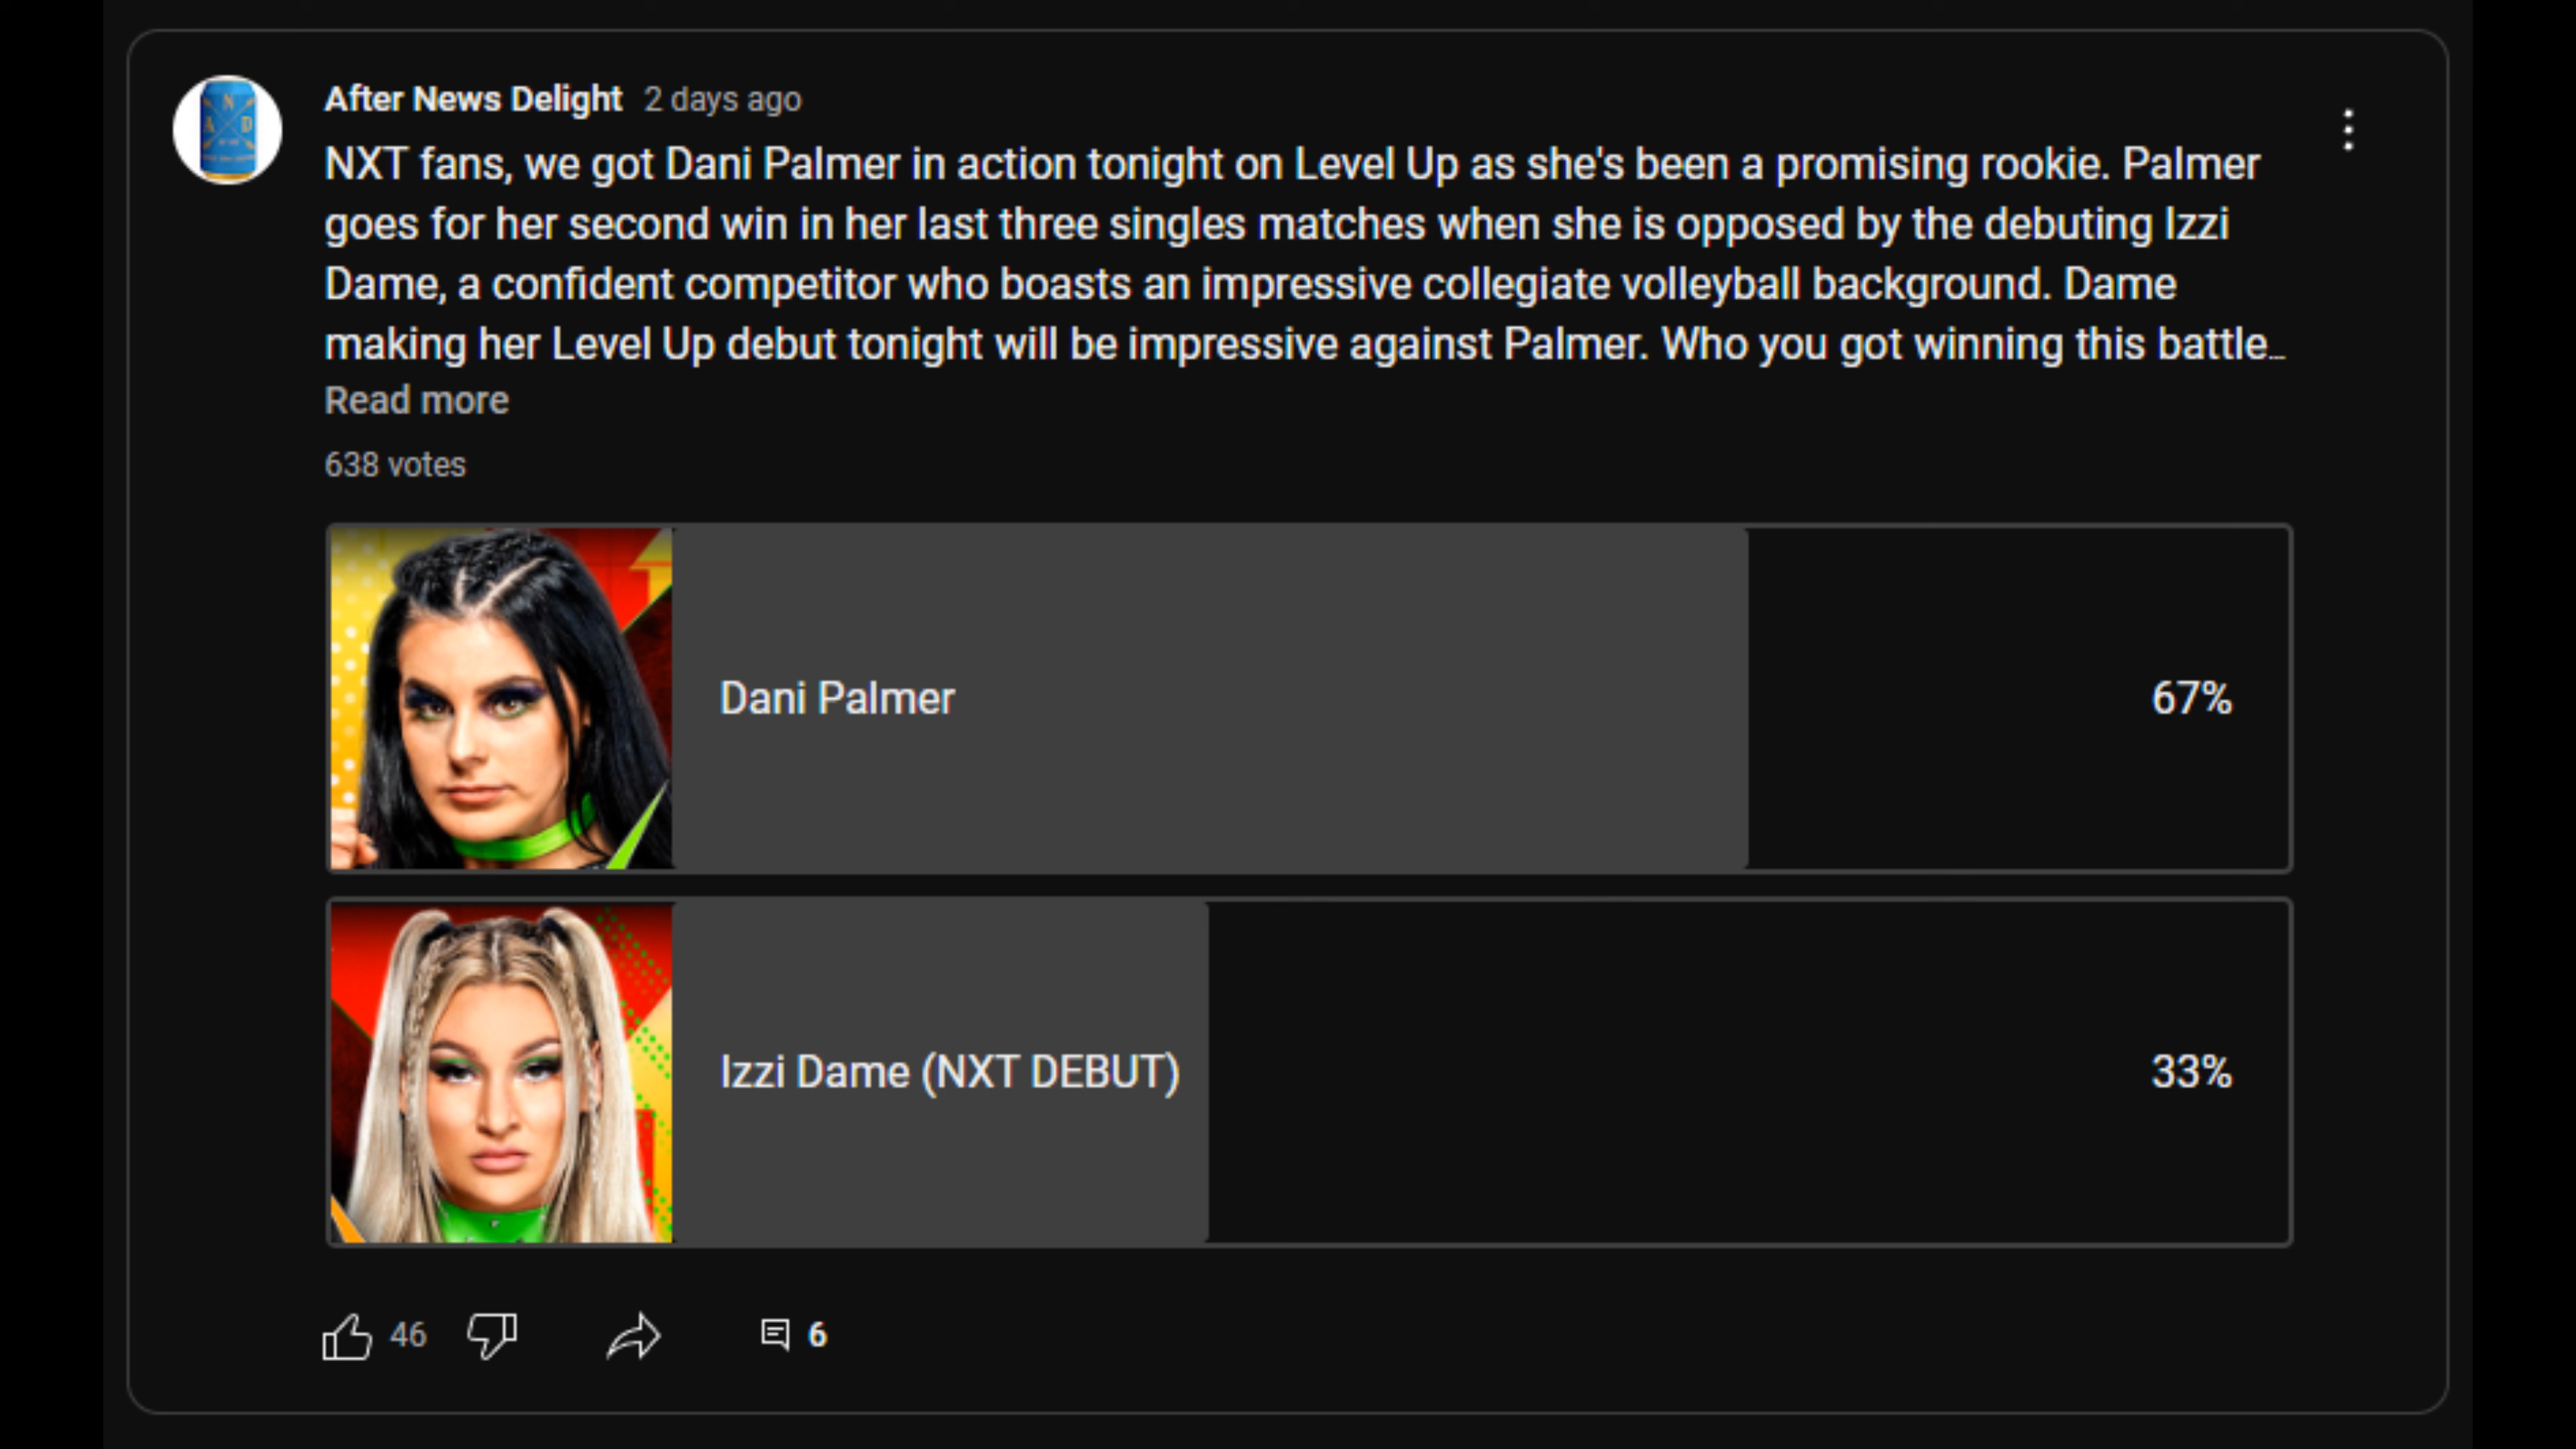 After News Delight 2 days ago
NXT fans, we got Dani Palmer in action tonight on Level Up as she's been a promising rookie. Palmer
goes for her second win in her last three singles matches when she is opposed by the debuting Izzi
Dame, a confident competitor who boasts an impressive collegiate volleyball background. Dame
making her Level Up debut tonight will be impressive against Palmer. Who you got winning this battle...
Read more
638 votes
Dani Palmer 67%
Izzi Dame (NXT DEBUT) 33%
46 6
N
A D